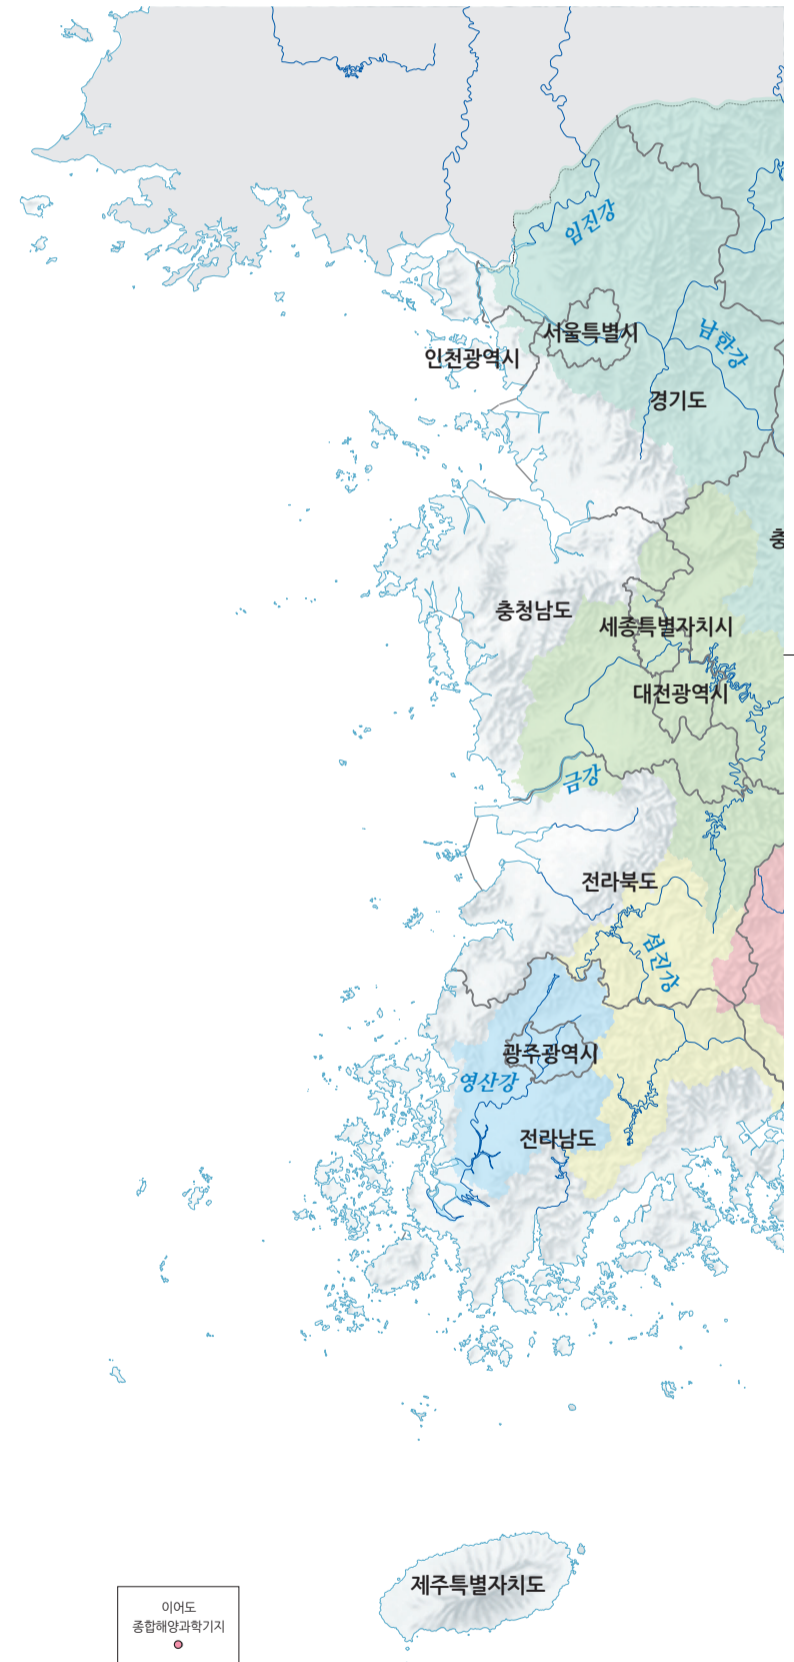 임진강
서울특별시
남한강
인천광역시
경기도
충
충청남도
세종특별자치시
대전광역시
금강
전라북도
섬진강
광주광역시
영산강
전라남도
제주특별자치도
이어도
종합해양과학기지